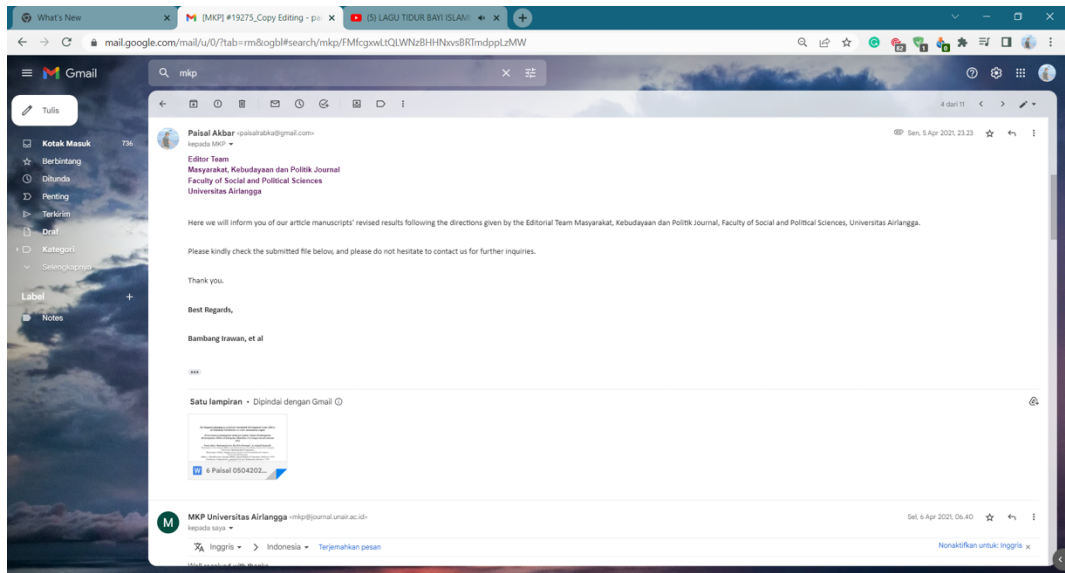 What's New
[MKP] #19275_Copy Editing - pa
(5) LAGU TIDUR BAYI ISLAMI
mail.google.com/mail/u/0/?tab=rm&ogbl#search/mkp/FMfcgxwLtQLWNzBHHNxvsBRTmdppLzMW
Gmail
mkp
Tulis
4 dari 11
Kotak Masuk 736
Berbintang
Ditunda
Penting
Terkirim
Draf
Kategori
Selengkapnya
Label
Notes
Paisal Akbar <paisalrabka@gmail.com>
Sen, 5 Apr 2021, 23.23
kepada MKP
Editor Team
Masyarakat, Kebudayaan dan Politik Journal
Faculty of Social and Political Sciences
Universitas Airlangga
Here we will inform you of our article manuscripts' revised results following the directions given by the Editorial Team Masyarakat, Kebudayaan dan Politik Journal, Faculty of Social and Political Sciences, Universitas Airlangga.
Please kindly check the submitted file below, and please do not hesitate to contact us for further inquiries.
Thank you.
Best Regards,
Bambang Irawan, et al
Satu lampiran • Dipindai dengan Gmail
W 6 Paisal 0504202...
M
MKP Universitas Airlangga <mkp@journal.unair.ac.id>
Sel, 6 Apr 2021, 06.40
kepada saya
Inggris > Indonesia Terjemahkan pesan
Nonaktifkan untuk: Inggris x
Well received with thanks